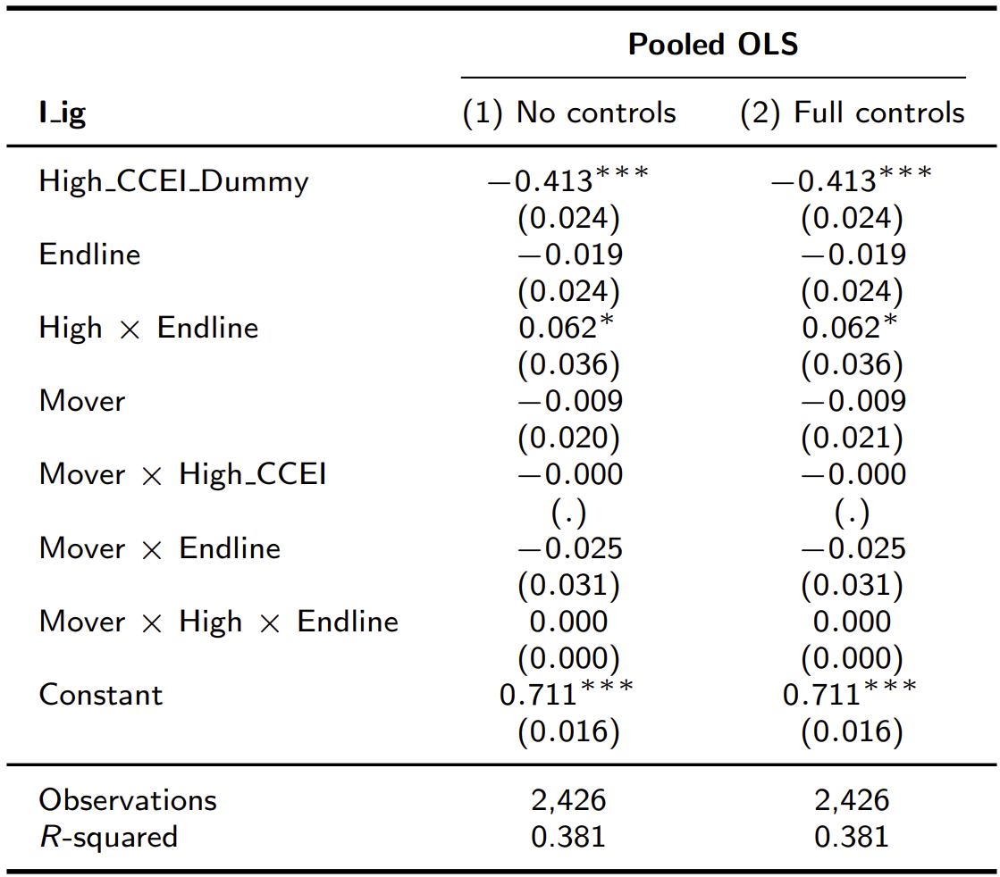 Pooled OLS
I_ig (1) No controls (2) Full controls
High_CCEI_Dummy −0.413*** −0.413***
(0.024) (0.024)
Endline −0.019 −0.019
(0.024) (0.024)
High × Endline 0.062* 0.062*
(0.036) (0.036)
Mover −0.009 −0.009
(0.020) (0.021)
Mover × High_CCEI −0.000 −0.000
(.) (.)
Mover × Endline −0.025 −0.025
(0.031) (0.031)
Mover × High × Endline 0.000 0.000
(0.000) (0.000)
Constant 0.711*** 0.711***
(0.016) (0.016)
Observations 2,426 2,426
R-squared 0.381 0.381